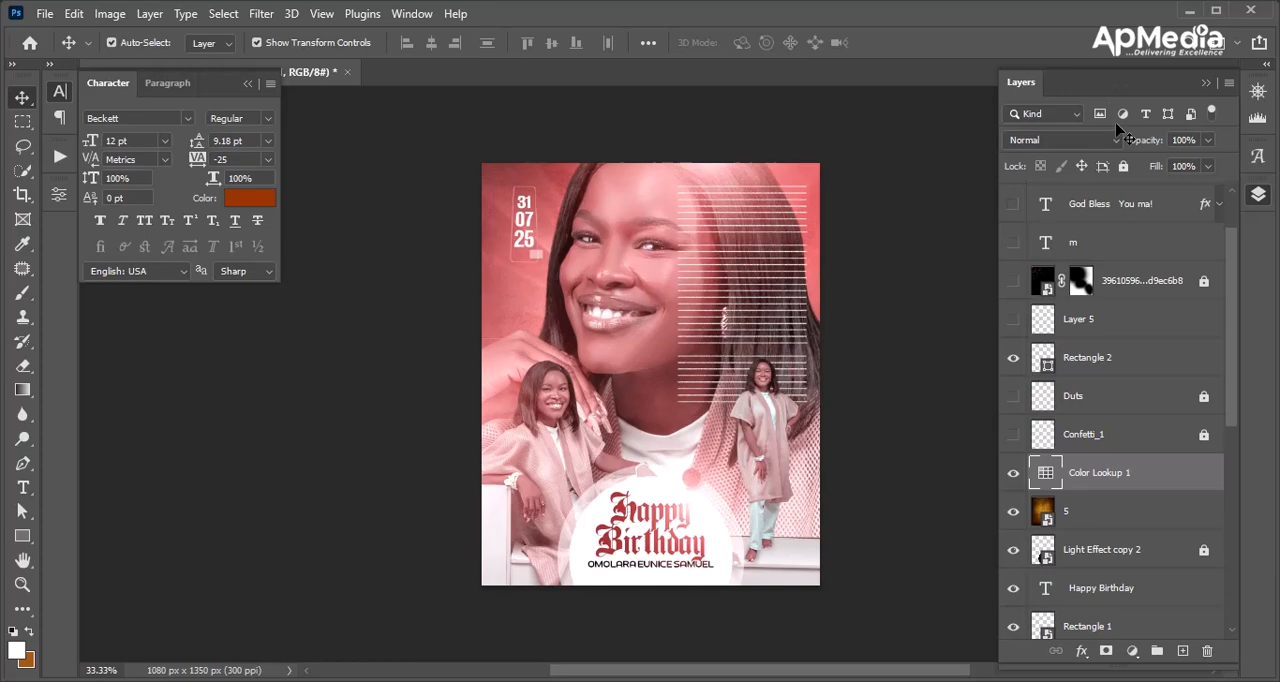 Ps File Edit Image Layer Type Select Filter 3D View Plugins Window Help
Auto-Select: Layer Show Transform Controls 3D Mode:
ApMedia
...Delivering Excellence
, RGB/8#) *
Character Paragraph
Beckett Regular
12 pt 9.18 pt
Metrics -25
100% 100%
0 pt Color:
English: USA Sharp
31
07
25
Happy
Birthday
OMOLARA EUNICE SAMUEL
Layers
Kind
Normal Opacity: 100%
Lock: Fill: 100%
God Bless You ma! fx
m
39610596...d9ec6b8
Layer 5
Rectangle 2
Duts
Confetti_1
Color Lookup 1
5
Light Effect copy 2
Happy Birthday
Rectangle 1
33.33% 1080 px x 1350 px (300 ppi)